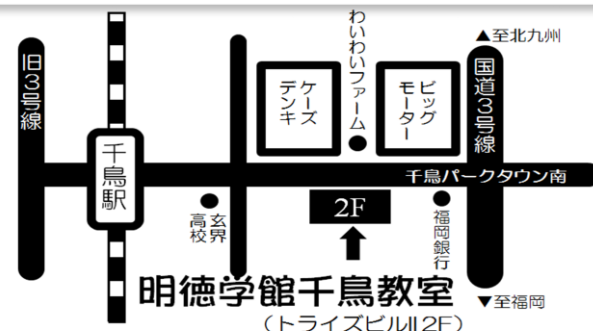 旧3号線
千鳥駅
わいわいファーム
ケーズ
デンキ
ビッグ
モーター
▲至北九州
国道3号線
千鳥パークタウン南
玄界
高校
2F
福岡銀行
明徳学館千鳥教室
(トライズビルII2F)
▼至福岡